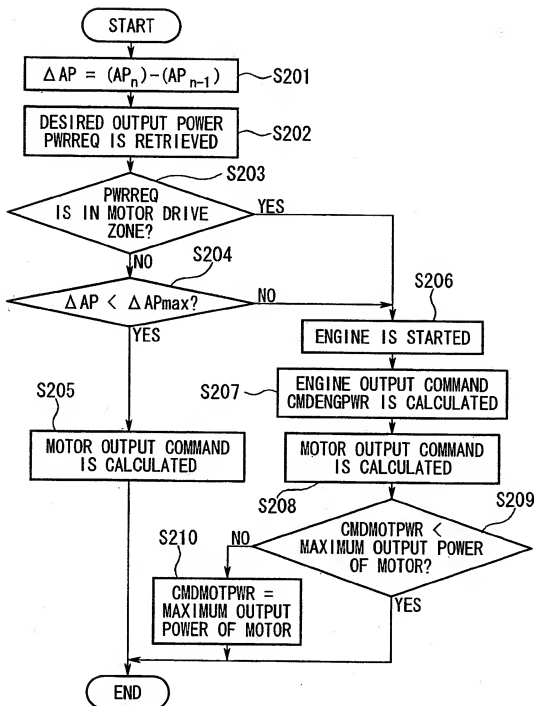 START
ΔAP = (APn)-(APn-1)
S201
DESIRED OUTPUT POWER
PWRREQ IS RETRIEVED
S202
S203
PWRREQ
IS IN MOTOR DRIVE
ZONE?
YES
NO
S204
ΔAP < ΔAPmax?
NO
YES
S206
ENGINE IS STARTED
S207
ENGINE OUTPUT COMMAND
CMDENGPWR IS CALCULATED
S205
MOTOR OUTPUT COMMAND
IS CALCULATED
MOTOR OUTPUT COMMAND
IS CALCULATED
S208
S209
CMDMOTPWR <
MAXIMUM OUTPUT POWER
OF MOTOR?
NO
YES
S210
CMDMOTPWR =
MAXIMUM OUTPUT
POWER OF MOTOR
END